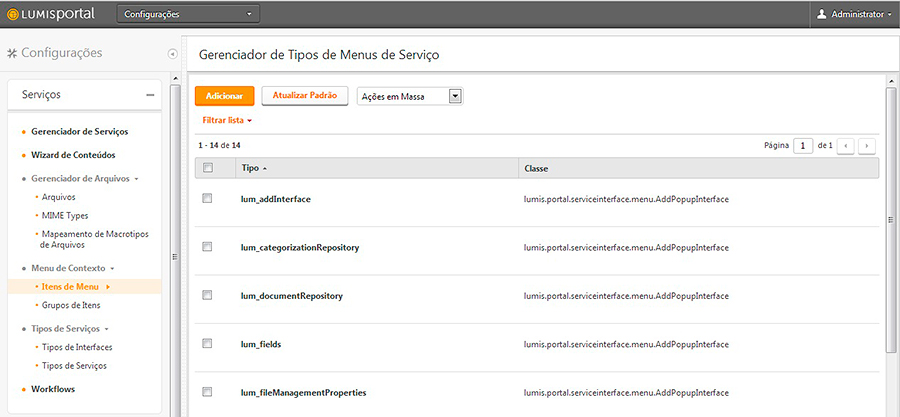 LUMISPORTAL
Configurações
Administrator
Configurações
Serviços
Gerenciador de Serviços
Wizard de Conteúdos
Gerenciador de Arquivos
Arquivos
MIME Types
Mapeamento de Macrotipos
de Arquivos
Menu de Contexto
Itens de Menu
Grupos de Itens
Tipos de Serviços
Tipos de Interfaces
Tipos de Serviços
Workflows
Gerenciador de Tipos de Menus de Serviço
Adicionar Atualizar Padrão Ações em Massa
Filtrar lista
1 - 14 de 14 Página 1 de 1
Tipo Classe
lum_addInterface lumis.portal.serviceinterface.menu.AddPopupInterface
lum_categorizationRepository lumis.portal.serviceinterface.menu.AddPopupInterface
lum_documentRepository lumis.portal.serviceinterface.menu.AddPopupInterface
lum_fields lumis.portal.serviceinterface.menu.AddPopupInterface
lum_fileManagementProperties lumis.portal.serviceinterface.menu.AddPopupInterface